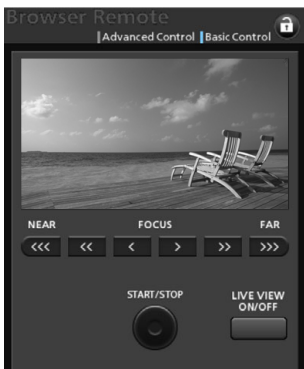 Browser Remote
Advanced Control Basic Control
NEAR FOCUS FAR
<<< << < > >> >>>
START/STOP LIVE VIEW
ON/OFF